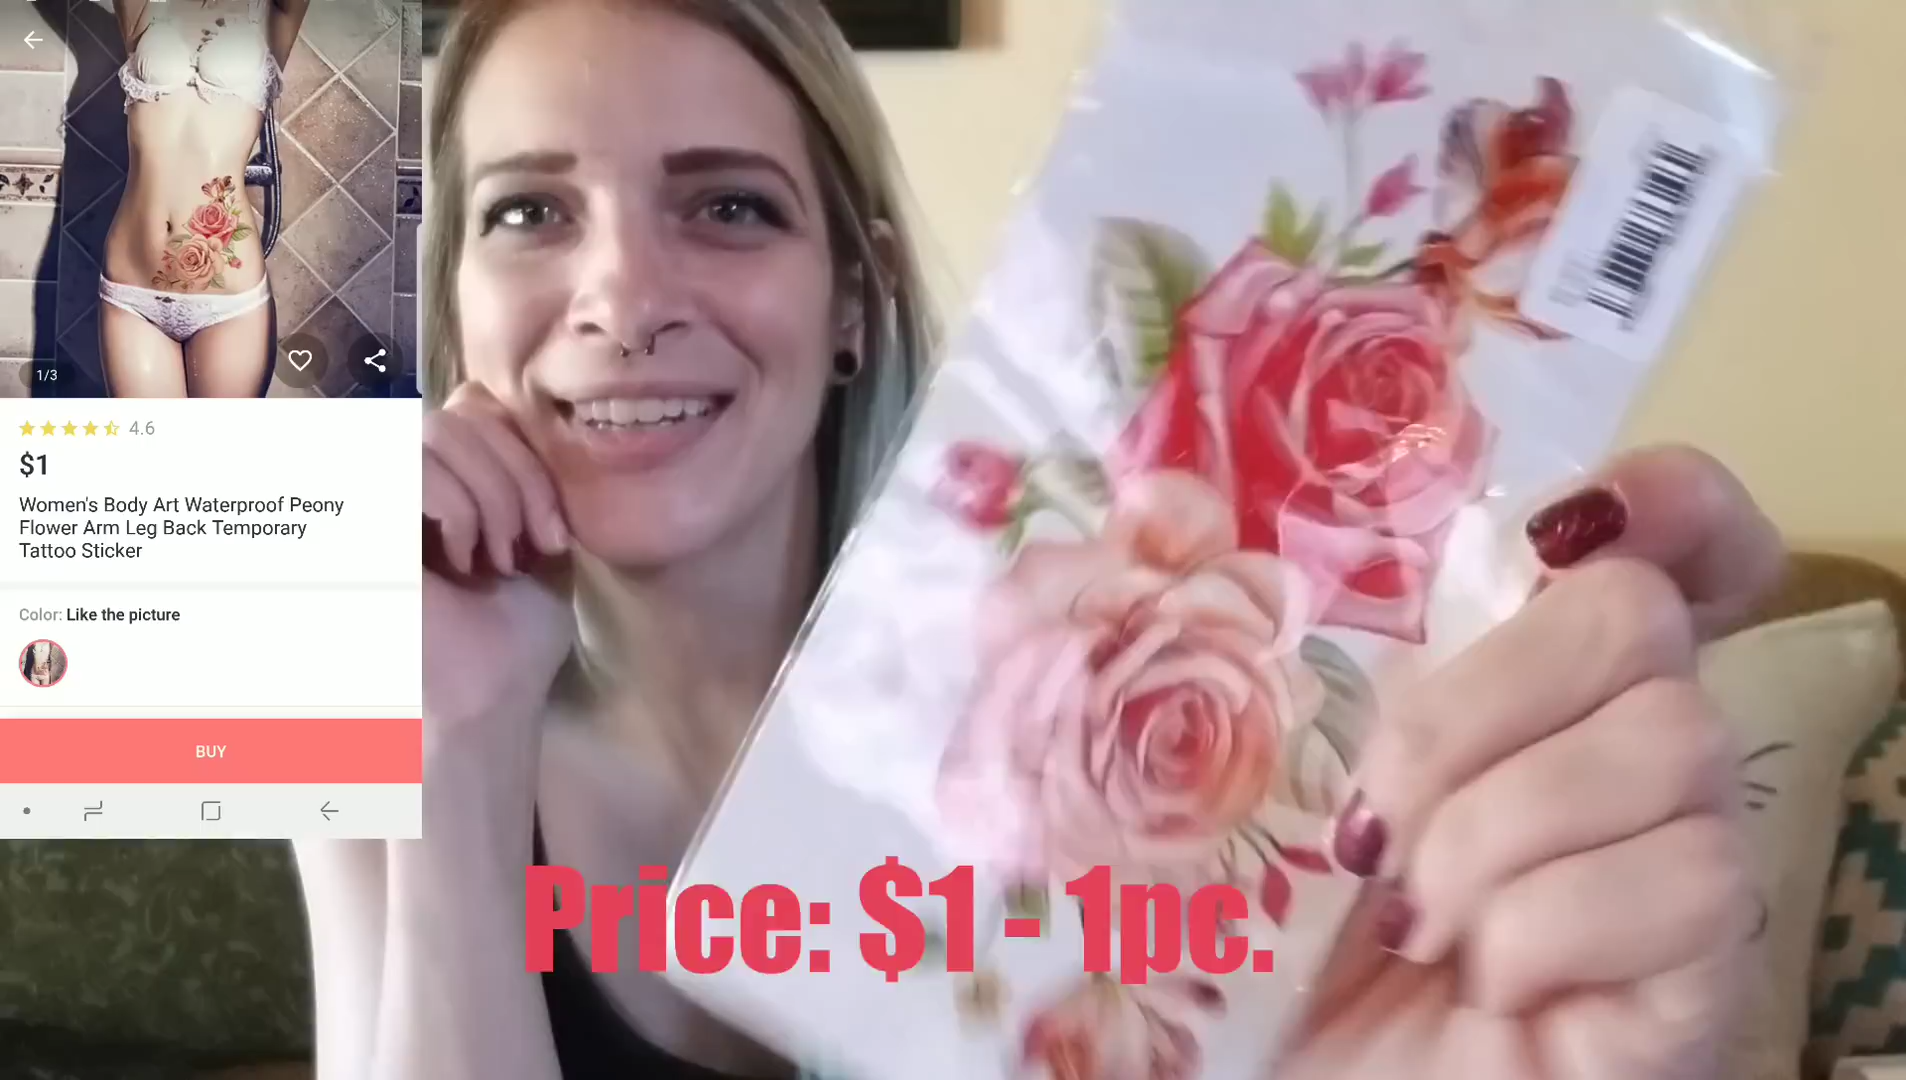 1/3
4.6
$1
Women's Body Art Waterproof Peony
Flower Arm Leg Back Temporary
Tattoo Sticker
Color: Like the picture
BUY
Price: $1 - 1pc.